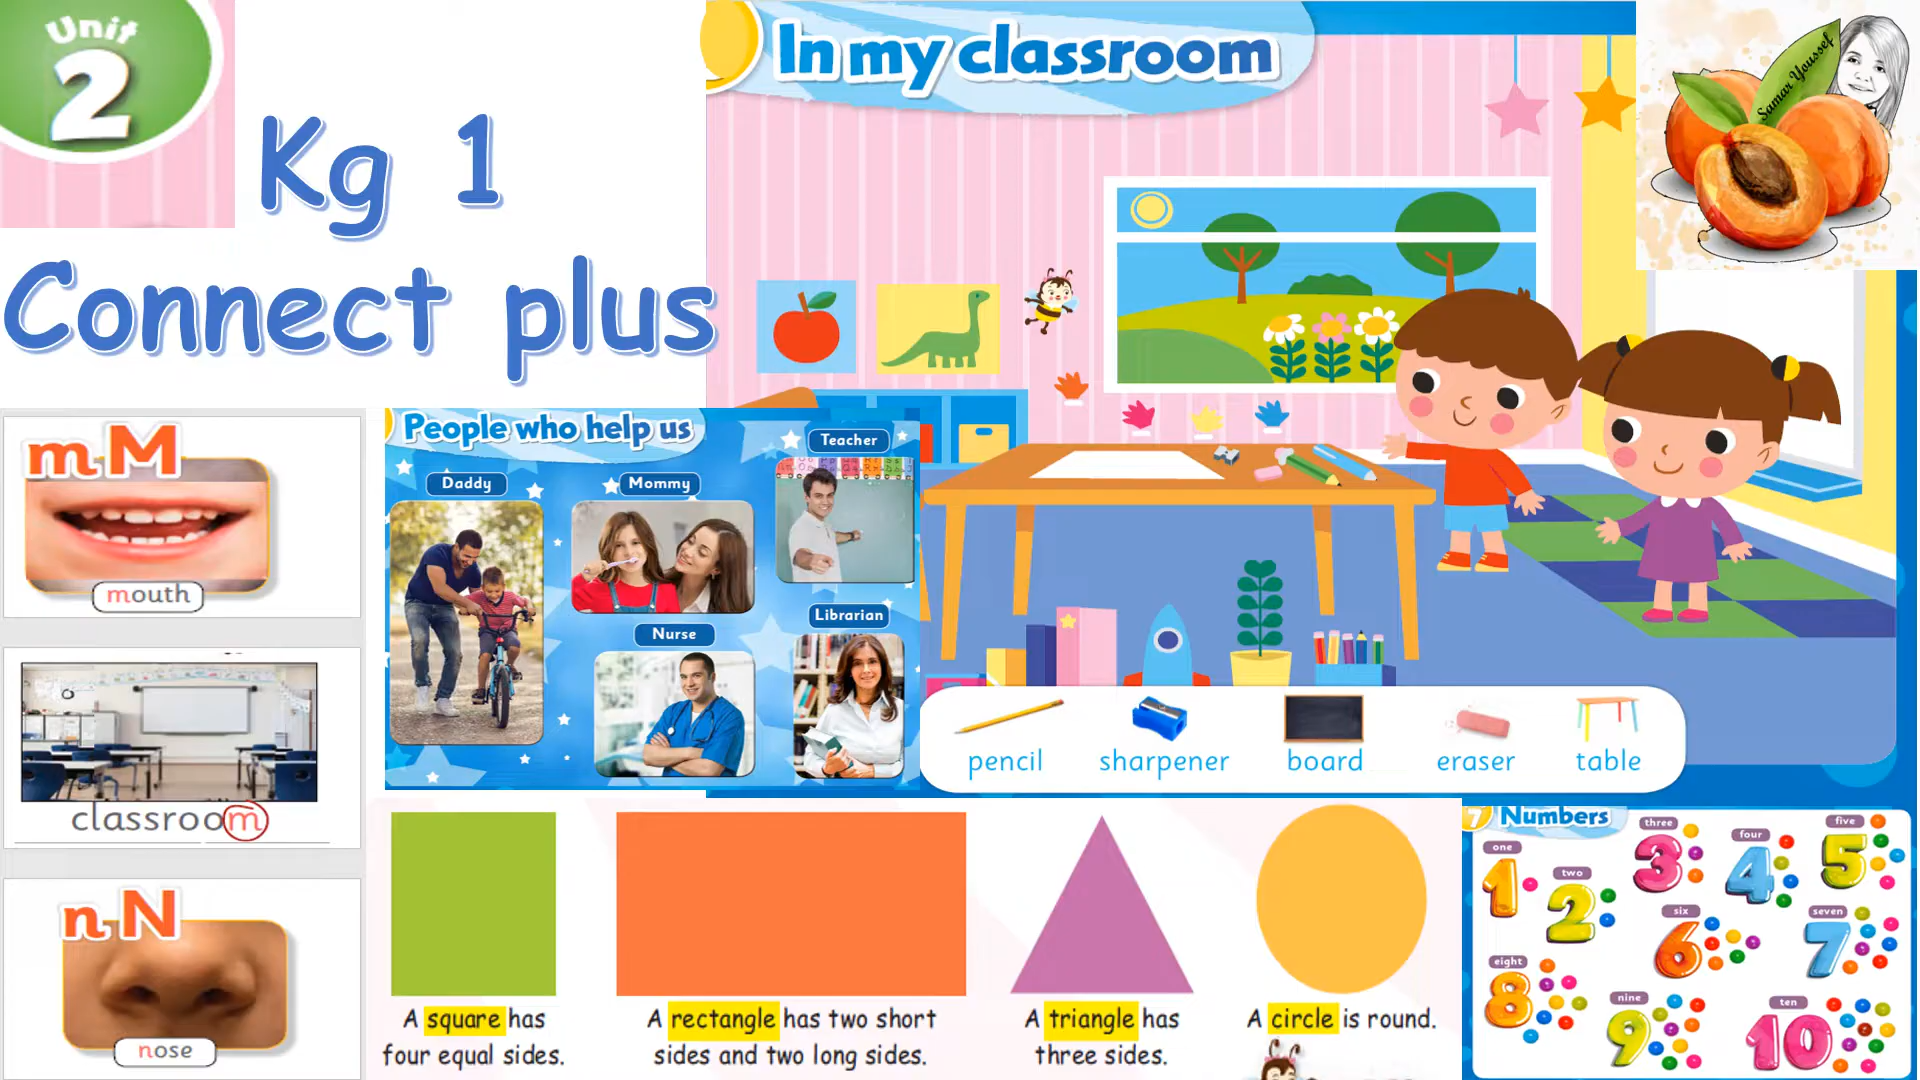 Unit
2
Kg 1
Connect plus
In my classroom
Samar Youssef
mM
mouth
classroom
nN
nose
People who help us
Daddy
Mommy
Teacher
Nurse
Librarian
pencil
sharpener
board
eraser
table
A square has
four equal sides.
A rectangle has two short
sides and two long sides.
A triangle has
three sides.
A circle is round.
7 Numbers
one
1
two
2
three
3
four
4
five
5
six
6
seven
7
eight
8
nine
9
ten
10